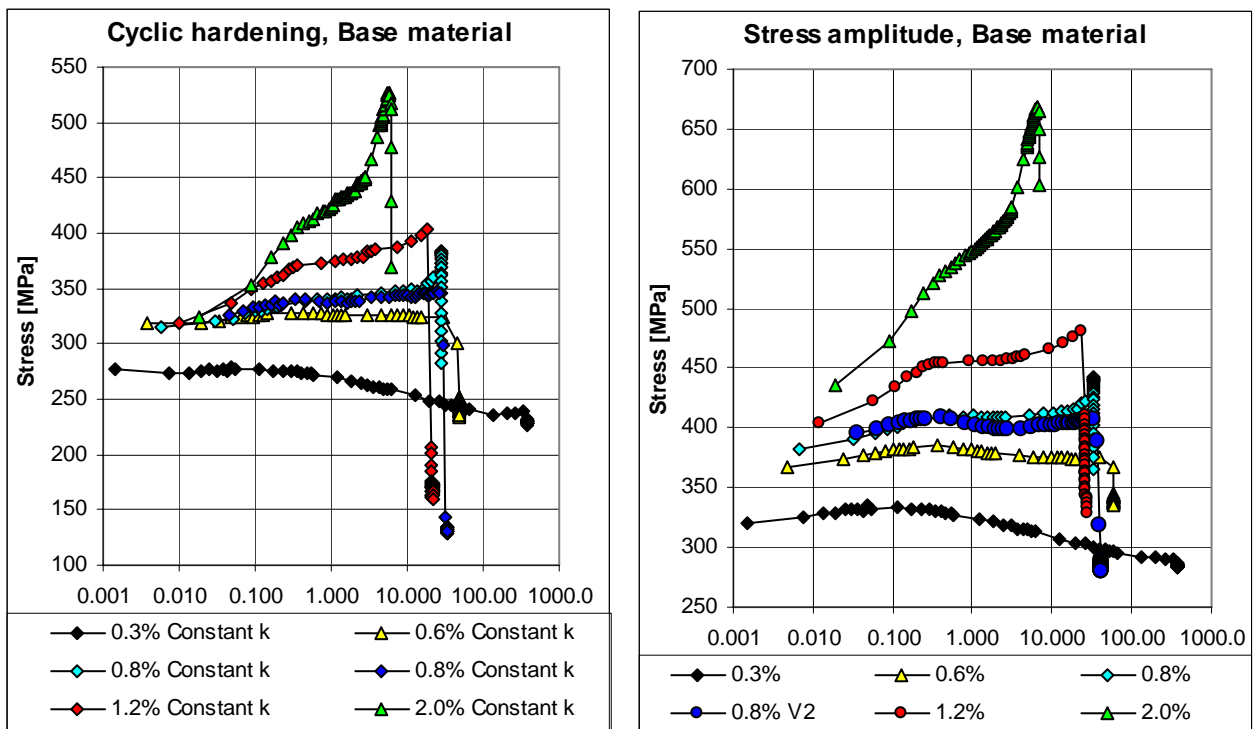 Cyclic hardening, Base material
Stress [MPa]
550
500
450
400
350
300
250
200
150
100
0.001 0.010 0.100 1.000 10.000 100.00 1000.0
0.3% Constant k 0.6% Constant k
0.8% Constant k 0.8% Constant k
1.2% Constant k 2.0% Constant k
Stress amplitude, Base material
Stress [MPa]
700
650
600
550
500
450
400
350
300
250
0.001 0.010 0.100 1.000 10.000 100.00 1000.0
0.3% 0.6% 0.8%
0.8% V2 1.2% 2.0%